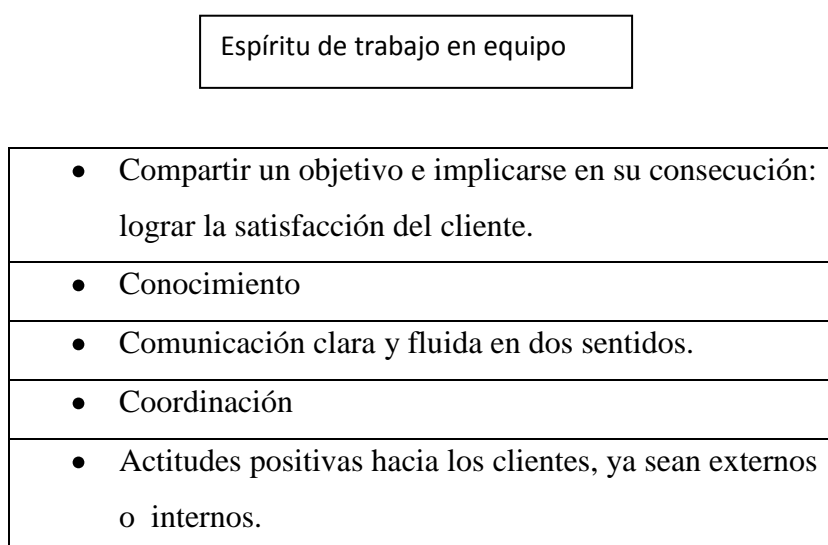 Espíritu de trabajo en equipo
• Compartir un objetivo e implicarse en su consecución:
lograr la satisfacción del cliente.
• Conocimiento
• Comunicación clara y fluida en dos sentidos.
• Coordinación
• Actitudes positivas hacia los clientes, ya sean externos
o internos.